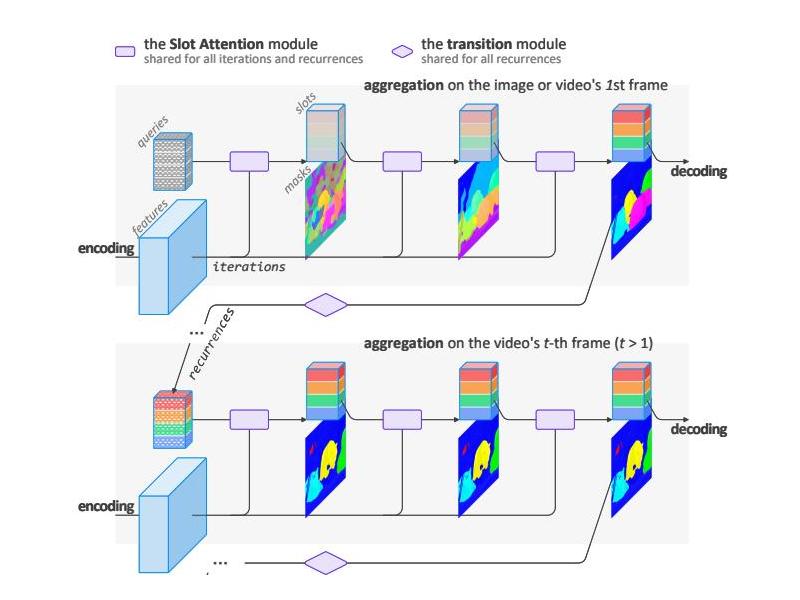 the Slot Attention module
shared for all iterations and recurrences
the transition module
shared for all recurrences
aggregation on the image or video's 1st frame
queries
slots
masks
features
encoding
iterations
decoding
...
recurrences
aggregation on the video's t-th frame (t > 1)
decoding
encoding
...